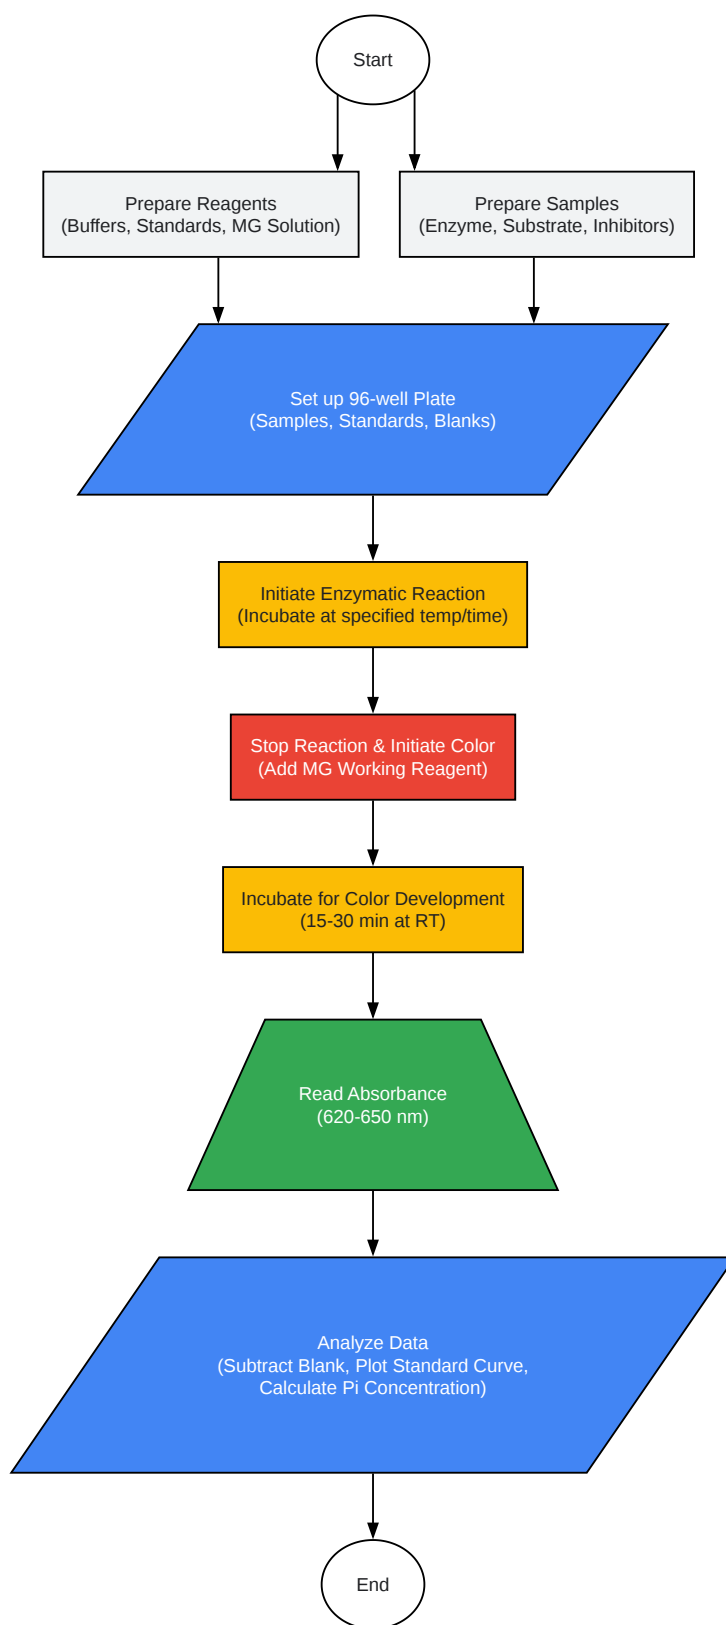 Start
Prepare Reagents
(Buffers, Standards, MG Solution)
Prepare Samples
(Enzyme, Substrate, Inhibitors)
Set up 96-well Plate
(Samples, Standards, Blanks)
Initiate Enzymatic Reaction
(Incubate at specified temp/time)
Stop Reaction & Initiate Color
(Add MG Working Reagent)
Incubate for Color Development
(15-30 min at RT)
Read Absorbance
(620-650 nm)
Analyze Data
(Subtract Blank, Plot Standard Curve,
Calculate Pi Concentration)
End